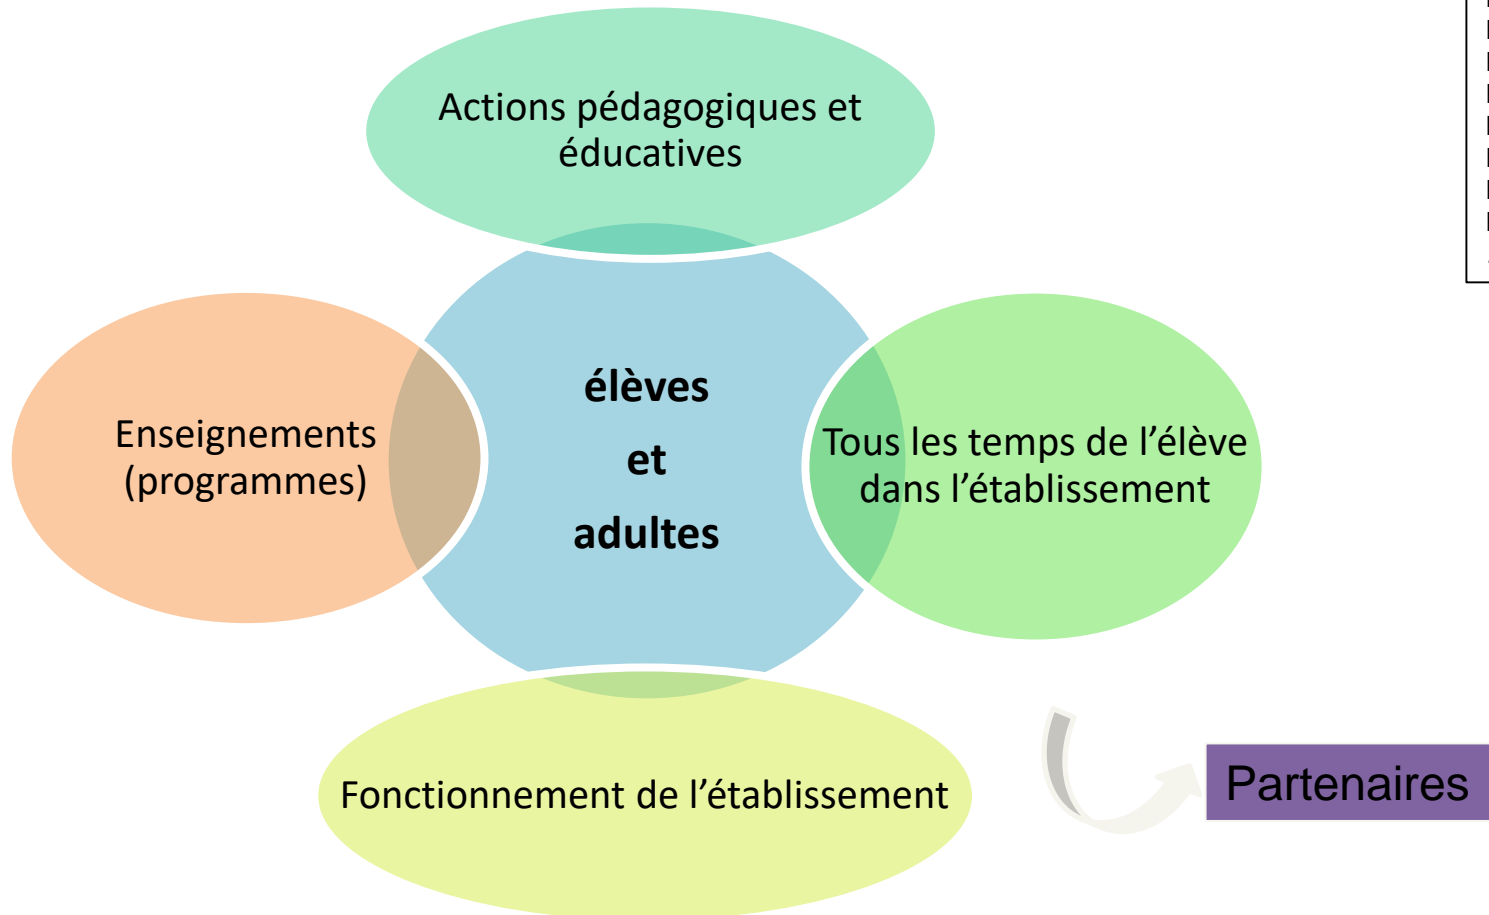 Actions pédagogiques et
éducatives
Enseignements
(programmes)
élèves
et
adultes
Tous les temps de l’élève
dans l’établissement
Fonctionnement de l’établissement
Partenaires